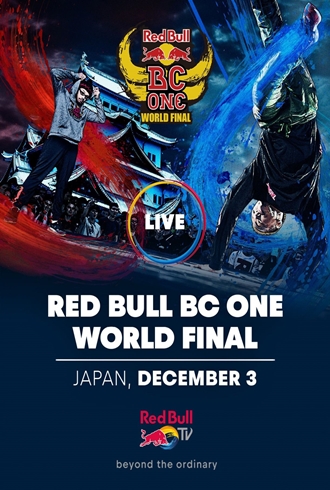 Red Bull
BC
ONE
WORLD FINAL
LIVE
RED BULL BC ONE
WORLD FINAL
JAPAN, DECEMBER 3
Red Bull
TV
beyond the ordinary